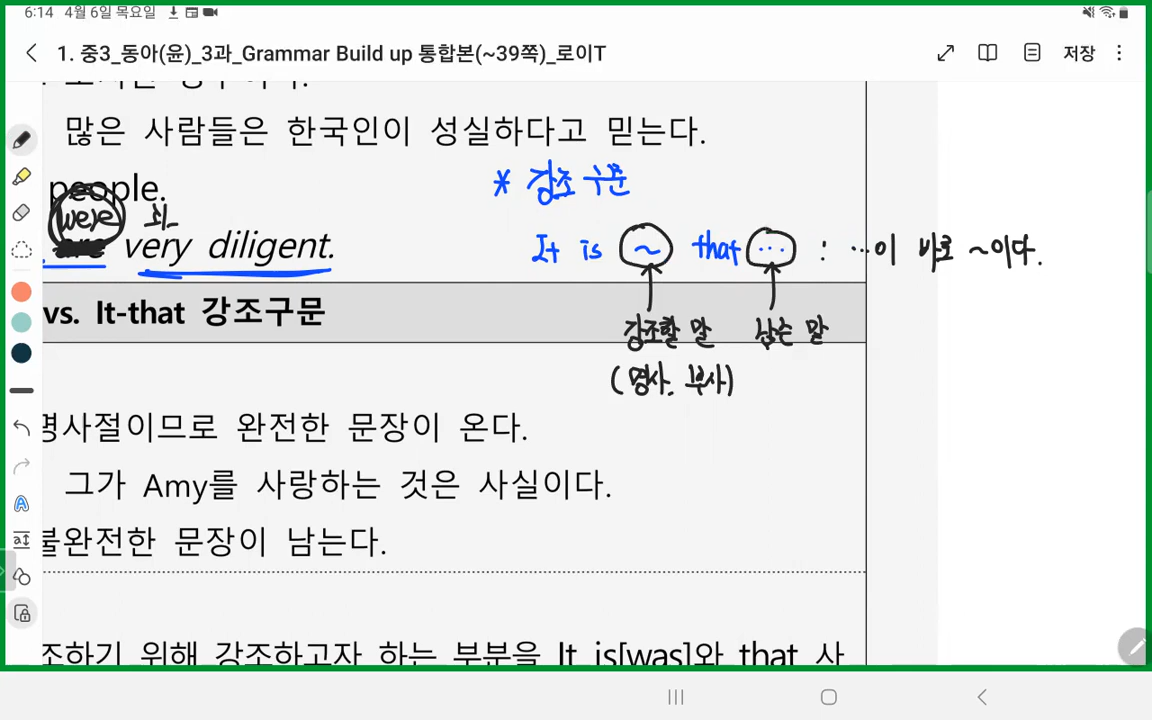 6:14 4월 6일 목요일
1. 중3_동아(윤)_3과_Grammar Build up 통합본(~39쪽)_로이T
저장
많은 사람들은 한국인이 성실하다고 믿는다.
people.
* 강조 구문
were
very diligent.
It is ~ that … : …이 바로 ~이다.
vs. It-that 강조구문
강조할 말 남은 말
(명사. 부사)
명사절이므로 완전한 문장이 온다.
그가 Amy를 사랑하는 것은 사실이다.
불완전한 문장이 남는다.
조하기 위해 강조하고자 하는 부분을 It is[was]와 that 사